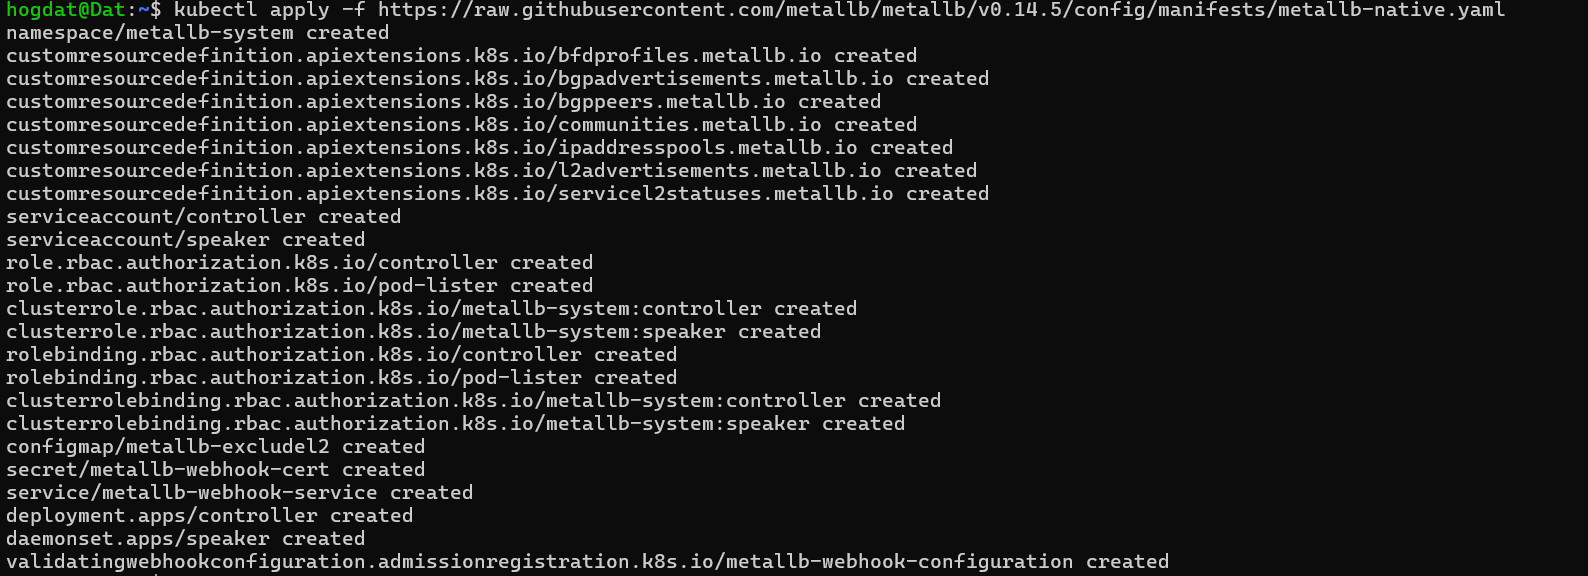 hogdat@Dat:~$ kubectl apply -f https://raw.githubusercontent.com/metallb/metallb/v0.14.5/config/manifests/metallb-native.yaml
namespace/metallb-system created
customresourcedefinition.apiextensions.k8s.io/bfdprofiles.metallb.io created
customresourcedefinition.apiextensions.k8s.io/bgpadvertisements.metallb.io created
customresourcedefinition.apiextensions.k8s.io/bgppeers.metallb.io created
customresourcedefinition.apiextensions.k8s.io/communities.metallb.io created
customresourcedefinition.apiextensions.k8s.io/ipaddresspools.metallb.io created
customresourcedefinition.apiextensions.k8s.io/l2advertisements.metallb.io created
customresourcedefinition.apiextensions.k8s.io/servicel2statuses.metallb.io created
serviceaccount/controller created
serviceaccount/speaker created
role.rbac.authorization.k8s.io/controller created
role.rbac.authorization.k8s.io/pod-lister created
clusterrole.rbac.authorization.k8s.io/metallb-system:controller created
clusterrole.rbac.authorization.k8s.io/metallb-system:speaker created
rolebinding.rbac.authorization.k8s.io/controller created
rolebinding.rbac.authorization.k8s.io/pod-lister created
clusterrolebinding.rbac.authorization.k8s.io/metallb-system:controller created
clusterrolebinding.rbac.authorization.k8s.io/metallb-system:speaker created
configmap/metallb-excludel2 created
secret/metallb-webhook-cert created
service/metallb-webhook-service created
deployment.apps/controller created
daemonset.apps/speaker created
validatingwebhookconfiguration.admissionregistration.k8s.io/metallb-webhook-configuration created